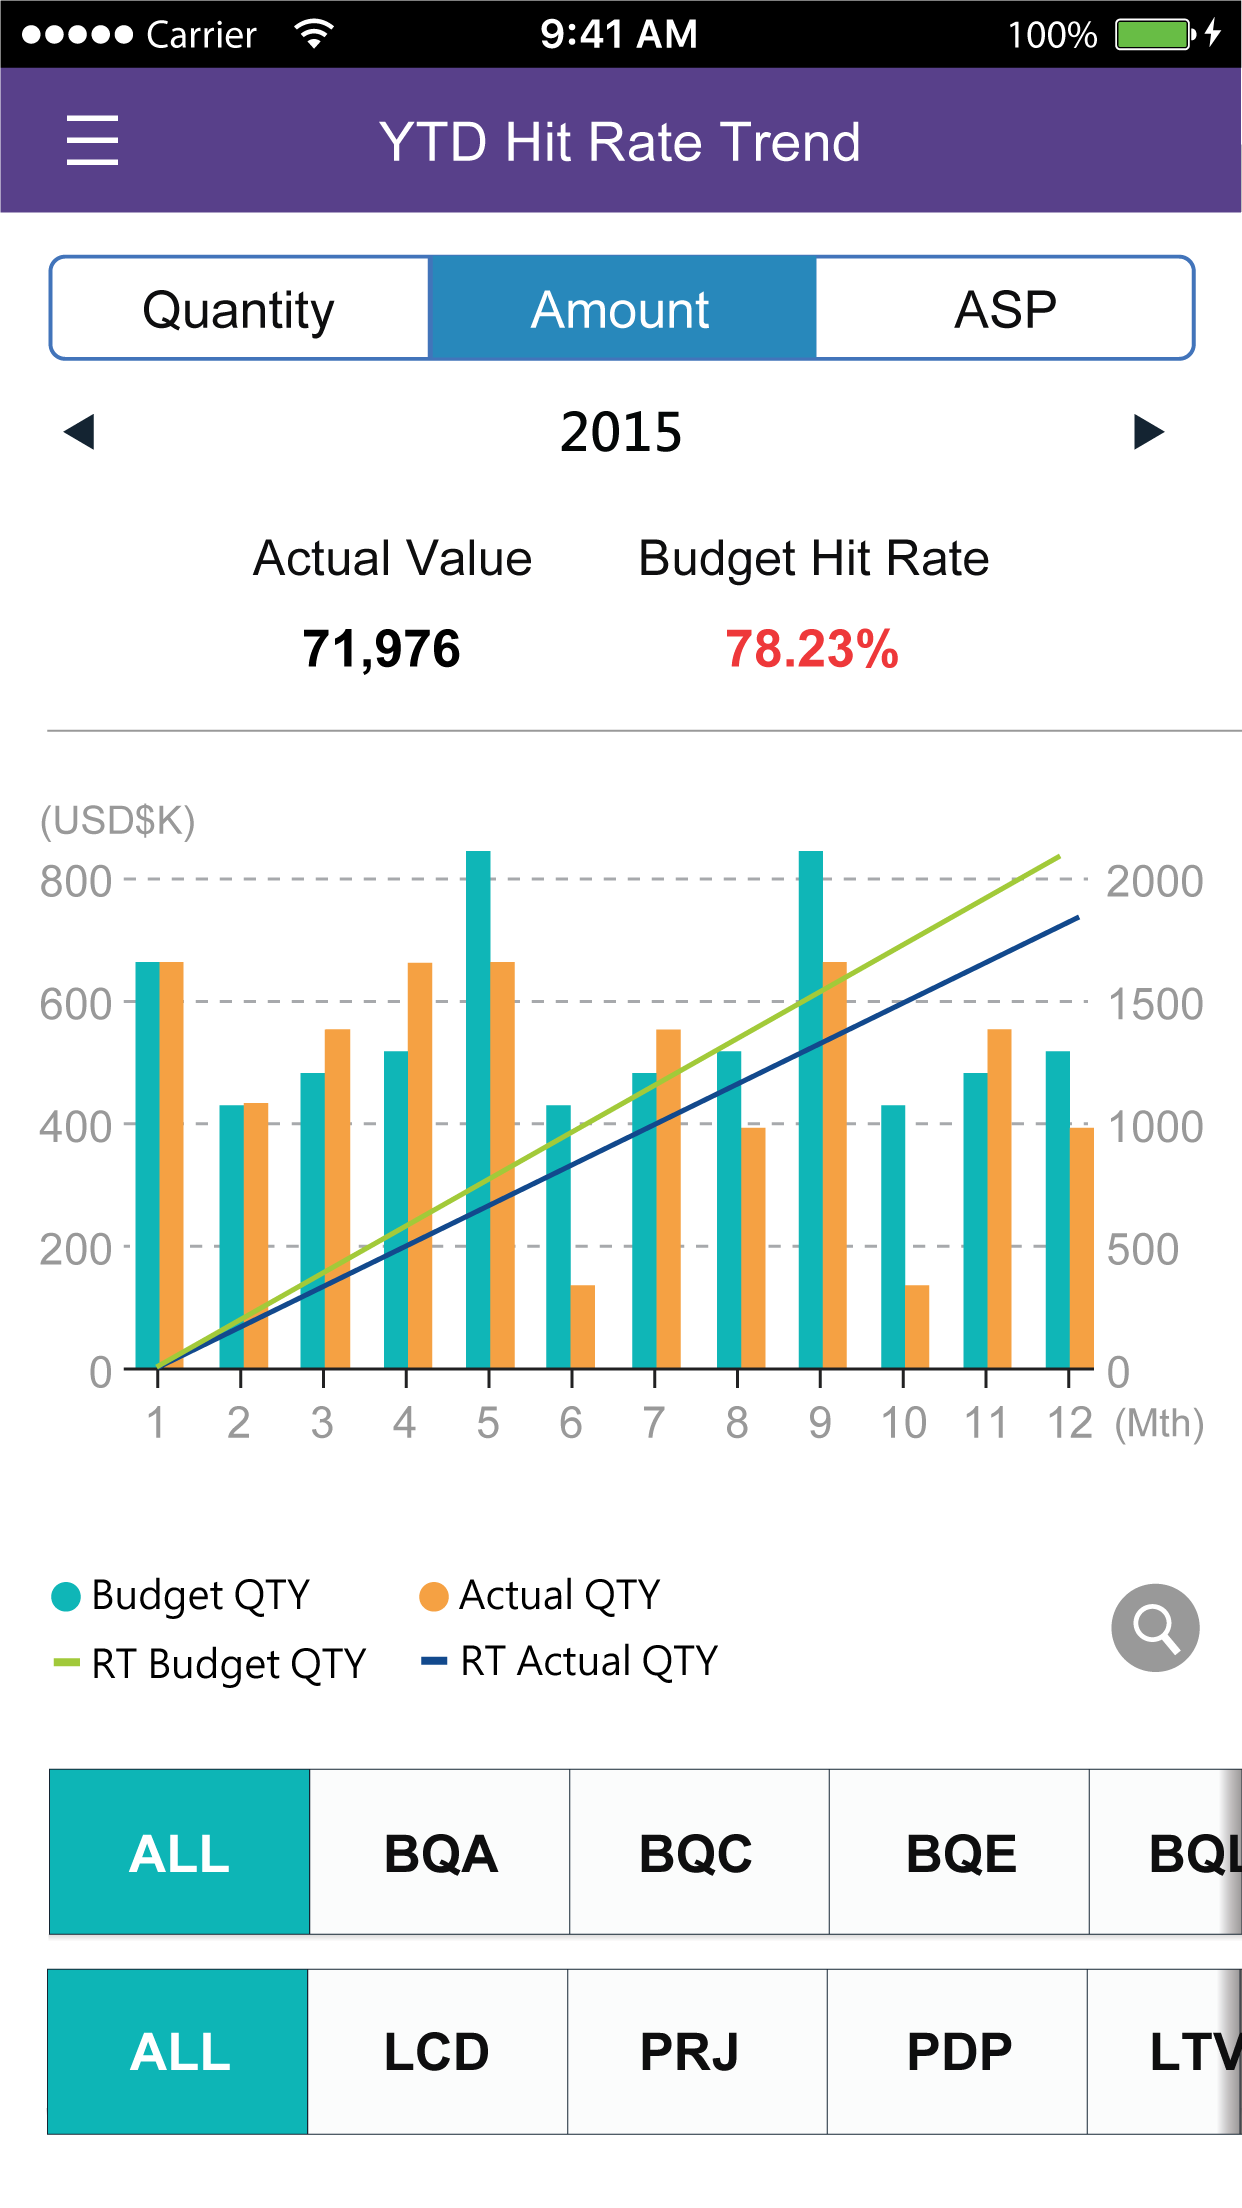 Carrier 9:41 AM 100%
YTD Hit Rate Trend
Quantity Amount ASP
2015
Actual Value Budget Hit Rate
71,976 78.23%
(USD$K)
800 2000
600 1500
400 1000
200 500
0 0
1 2 3 4 5 6 7 8 9 10 11 12 (Mth)
Budget QTY Actual QTY
RT Budget QTY RT Actual QTY
ALL BQA BQC BQE BQL
ALL LCD PRJ PDP LTV